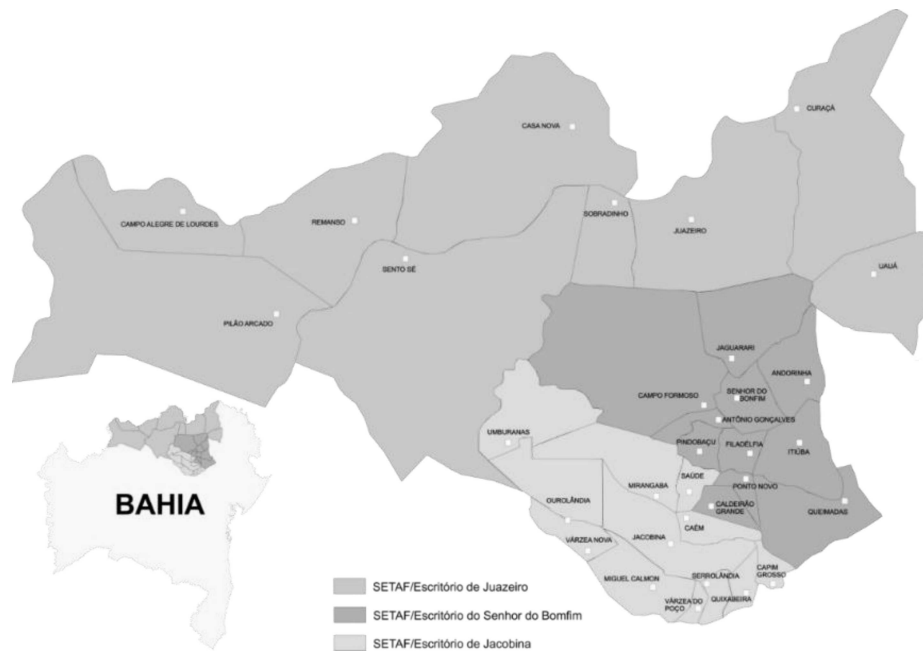 CURAÇÁ
CASA NOVA
SOBRADINHO
CAMPO ALEGRE DE LOURDES
REMANSO
JUAZEIRO
SENTO SÉ
UAUÁ
PILÃO ARCADO
JAGUARARI
ANDORINHA
SENHOR DO
BONFIM
CAMPO FORMOSO
ANTÔNIO GONÇALVES
UMBURANAS
PINDOBAÇU
FILADÉLFIA
ITIÚBA
SAÚDE
PONTO NOVO
MIRANGABA
OUROLÂNDIA
CALDEIRÃO
GRANDE
QUEIMADAS
BAHIA
CAÉM
VÁRZEA NOVA
JACOBINA
CAPIM
GROSSO
MIGUEL CALMON
SERROLÂNDIA
VÁRZEA DO
POÇO
QUIXABEIRA
SETAF/Escritório de Juazeiro
SETAF/Escritório do Senhor do Bomfim
SETAF/Escritório de Jacobina